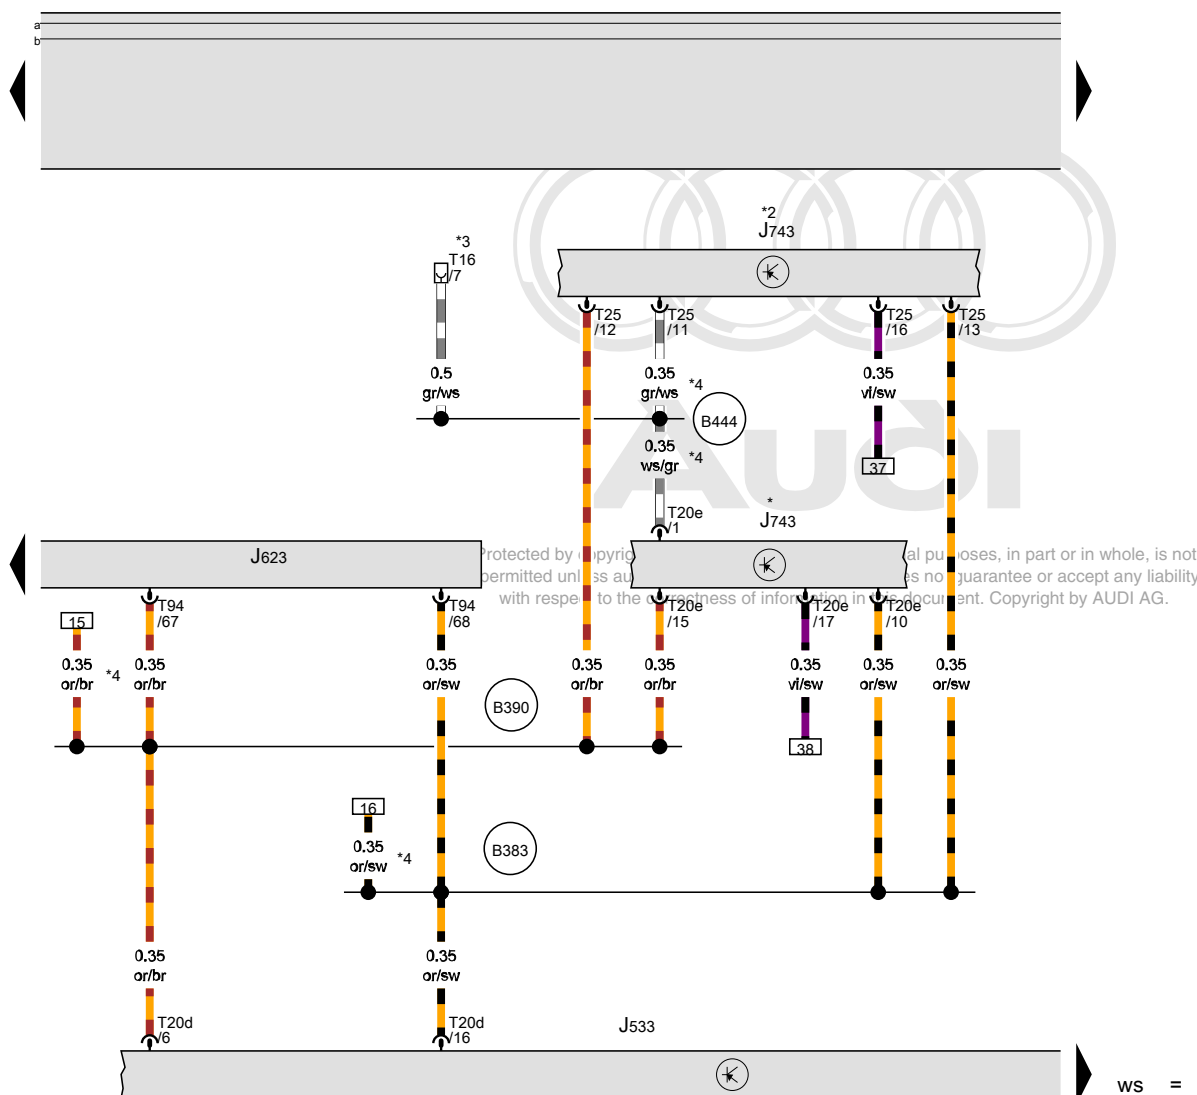 a
b
*2
J743
*3
T16
/7
T25
/12
T25
/11
T25
/16
T25
/13
0.5
gr/ws
0.35
gr/ws
*4
0.35
vi/sw
B444
0.35
ws/gr
*4
37
Audi
T20e
/1
*
J743
J623
T94
/67
T94
/68
T20e
/15
T20e
/17
T20e
/10
15
0.35
or/br
*4
0.35
or/br
0.35
or/sw
0.35
or/br
0.35
or/br
0.35
vi/sw
0.35
or/sw
0.35
or/sw
B390
38
16
0.35
or/sw
*4
B383
0.35
or/br
0.35
or/sw
T20d
/6
T20d
/16
J533
ws =
Protected by al purposes, in part or in whole, is not
permitted guarantee or accept any liability
with respect to the correctness of information in this document. Copyright by AUDI AG.